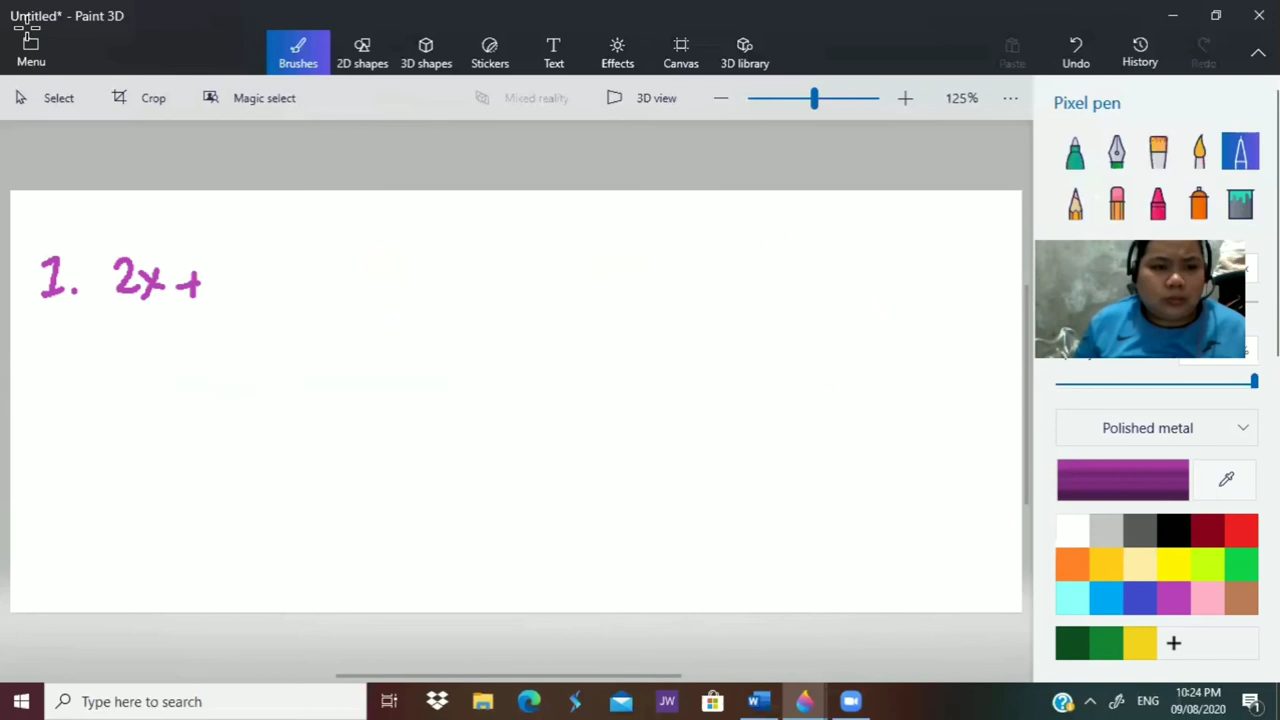 Untitled* - Paint 3D
Menu
Brushes
2D shapes
3D shapes
Stickers
Text
Effects
Canvas
3D library
Paste
Undo
History
Redo
Select
Crop
Magic select
Mixed reality
3D view
125%
Pixel pen
1. 2x +
Polished metal
Type here to search
JW
ENG
10:24 PM
09/08/2020
1